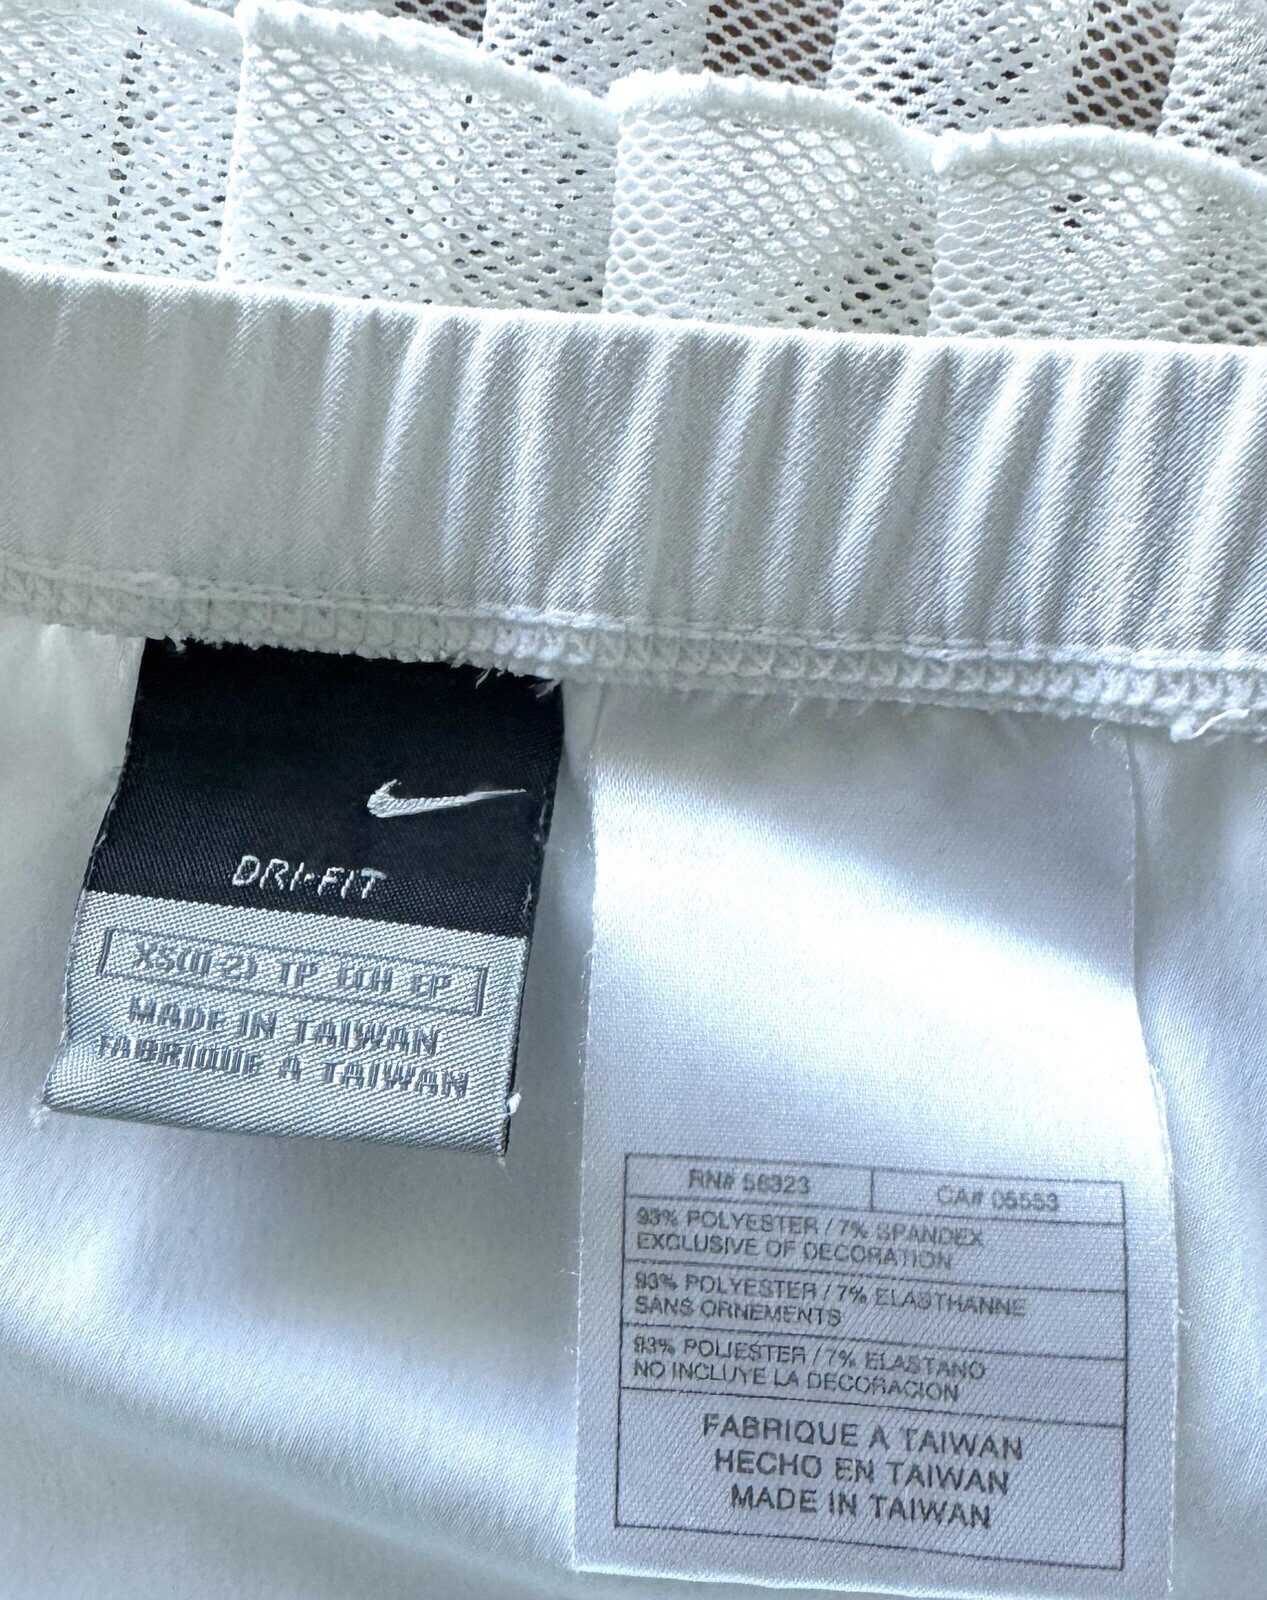 DRI-FIT
XS(0-2) TP ECH EP
MADE IN TAIWAN
FABRIQUE A TAIWAN
RN# 56323
CA# 05553
93% POLYESTER / 7% SPANDEX
EXCLUSIVE OF DECORATION
93% POLYESTER / 7% ELASTHANNE
SANS ORNEMENTS
93% POLIESTER / 7% ELASTANO
NO INCLUYE LA DECORACION
FABRIQUE A TAIWAN
HECHO EN TAIWAN
MADE IN TAIWAN